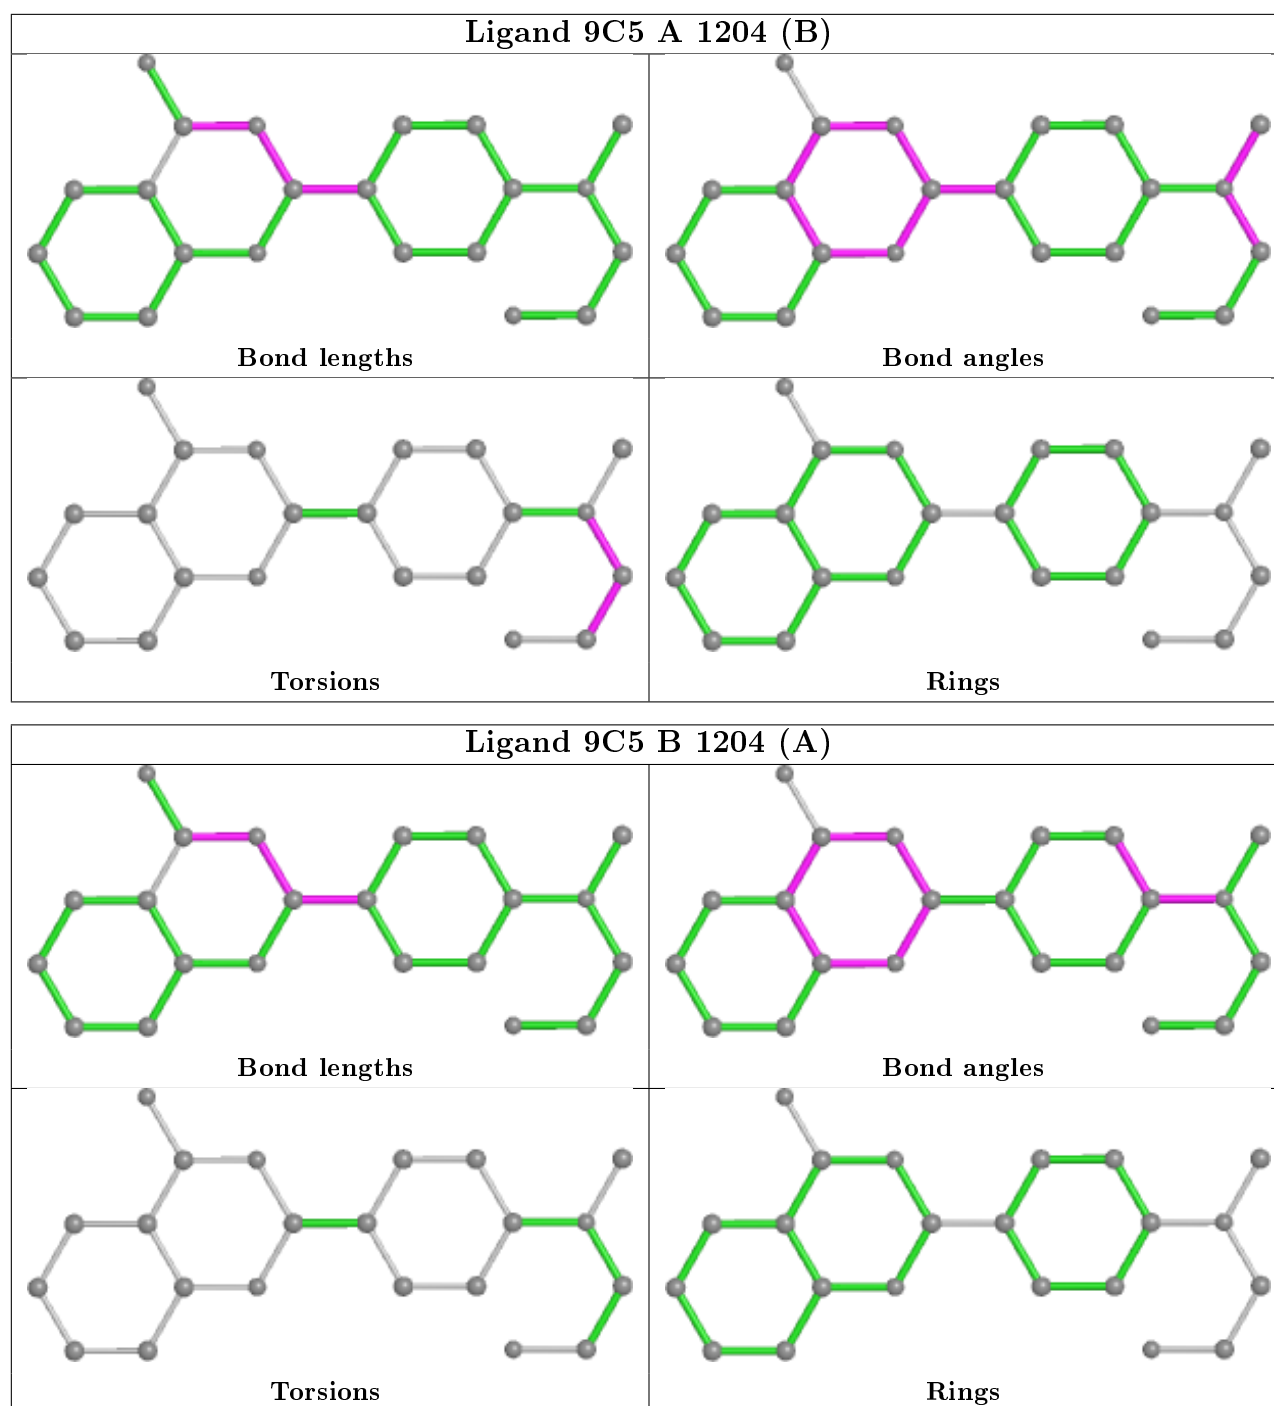 Ligand 9C5 A 1204 (B)
Bond lengths
Bond angles
Torsions
Rings
Ligand 9C5 B 1204 (A)
Bond lengths
Bond angles
Torsions
Rings